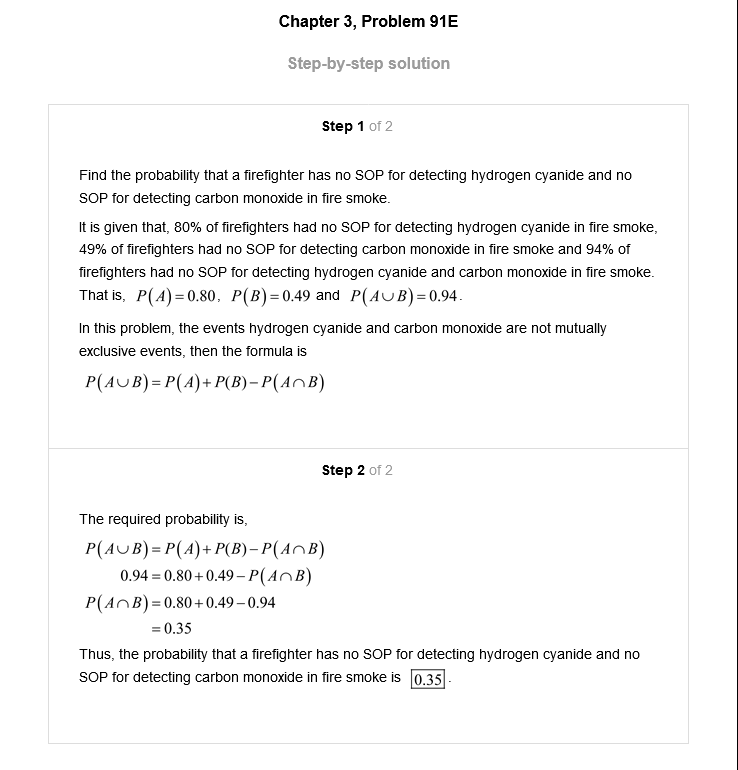 Chapter 3, Problem 91E
Step-by-step solution
Step 1 of 2
Find the probability that a firefighter has no SOP for detecting hydrogen cyanide and no
SOP for detecting carbon monoxide in fire smoke.
It is given that, 80% of firefighters had no SOP for detecting hydrogen cyanide in fire smoke,
49% of firefighters had no SOP for detecting carbon monoxide in fire smoke and 94% of
firefighters had no SOP for detecting hydrogen cyanide and carbon monoxide in fire smoke.
That is, P(A)=0.80, P(B)=0.49 and P(A∪B)=0.94.
In this problem, the events hydrogen cyanide and carbon monoxide are not mutually
exclusive events, then the formula is
P(A∪B)=P(A)+P(B)−P(A∩B)
Step 2 of 2
The required probability is,
P(A∪B)=P(A)+P(B)−P(A∩B)
0.94=0.80+0.49−P(A∩B)
P(A∩B)=0.80+0.49−0.94
=0.35
Thus, the probability that a firefighter has no SOP for detecting hydrogen cyanide and no
SOP for detecting carbon monoxide in fire smoke is 0.35.